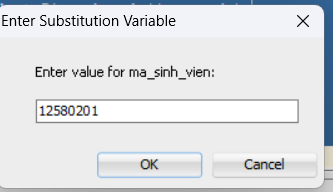 Enter Substitution Variable
Enter value for ma_sinh_vien:
12580201
OK
Cancel